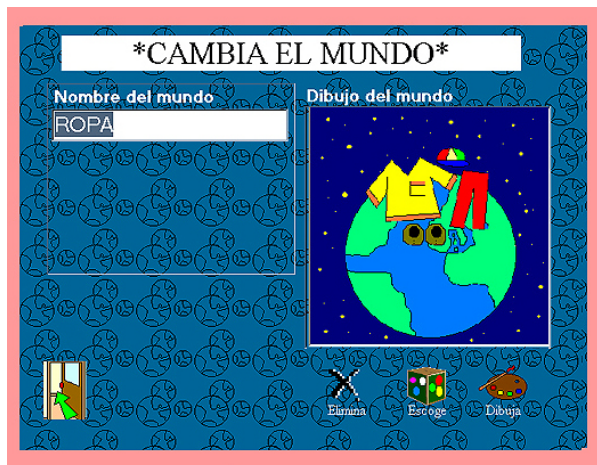 *CAMBIA EL MUNDO*
Nombre del mundo
ROPA
Dibujo del mundo
Elimina
Escoge
Dibuja